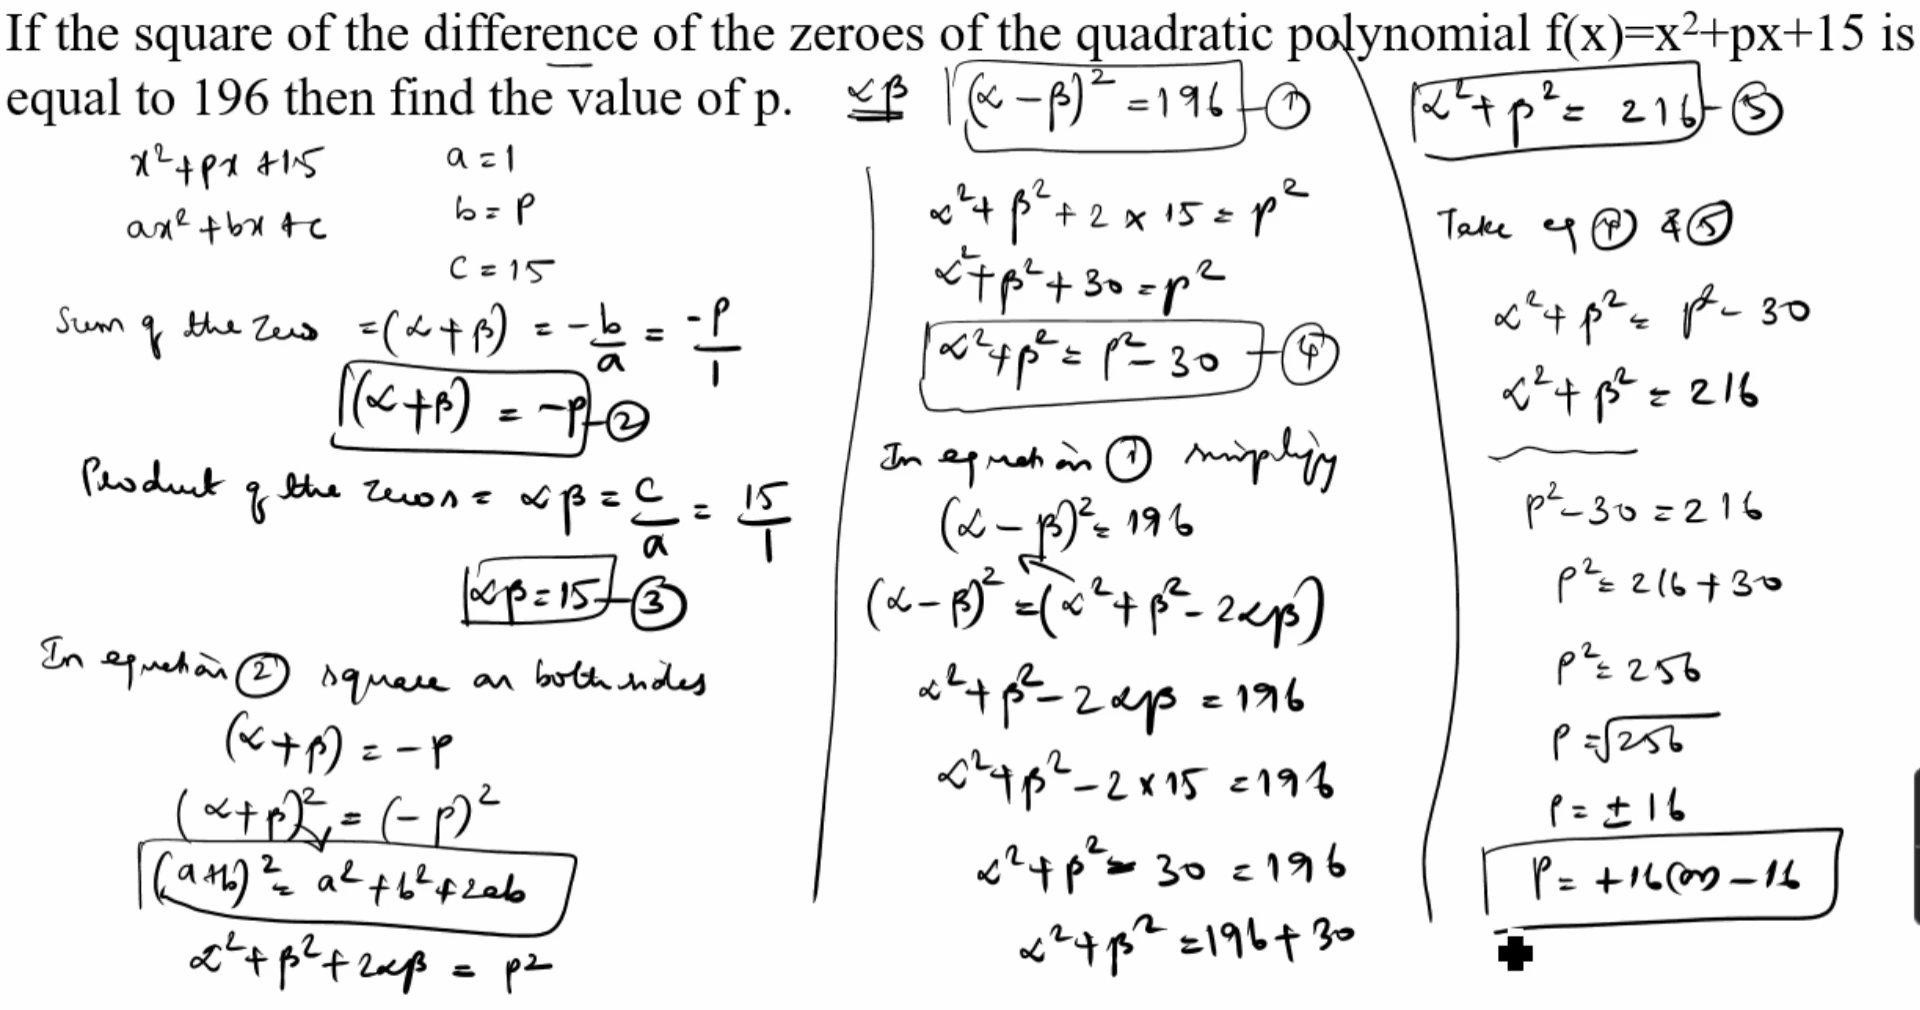 If the square of the difference of the zeroes of the quadratic polynomial f(x)=x²+px+15 is
equal to 196 then find the value of p.
x²+px+15
ax²+bx+c
a=1
b=P
c=15
Sum of the zeros =(α+β) = -b/a = -P/1
(α+β) = -P -②
Product of the zeros = αβ = c/a = 15/1
αβ=15 -③
In equation ② square on both sides
(α+β) = -P
(α+β)² = (-p)²
(a+b)² = a²+b²+2ab
α²+β²+2αβ = p²
αβ
(α-β)² =196 -①
α²+β²+2×15 = p²
α²+β²+30=p²
α²+β²= p²-30 -④
In equation ① simplify
(α-β)²=196
(α-β)² =(α²+β²-2αβ)
α²+β²-2αβ =196
α²+β²-2×15 =196
α²+β²-30 =196
α²+β² =196+30
α²+β²= 216 -⑤
Take eq ④ & ⑤
α²+β²= p²-30
α²+β²=216
p²-30=216
p²= 216+30
p²= 256
P=√256
P= ±16
P= +16 (or) -16